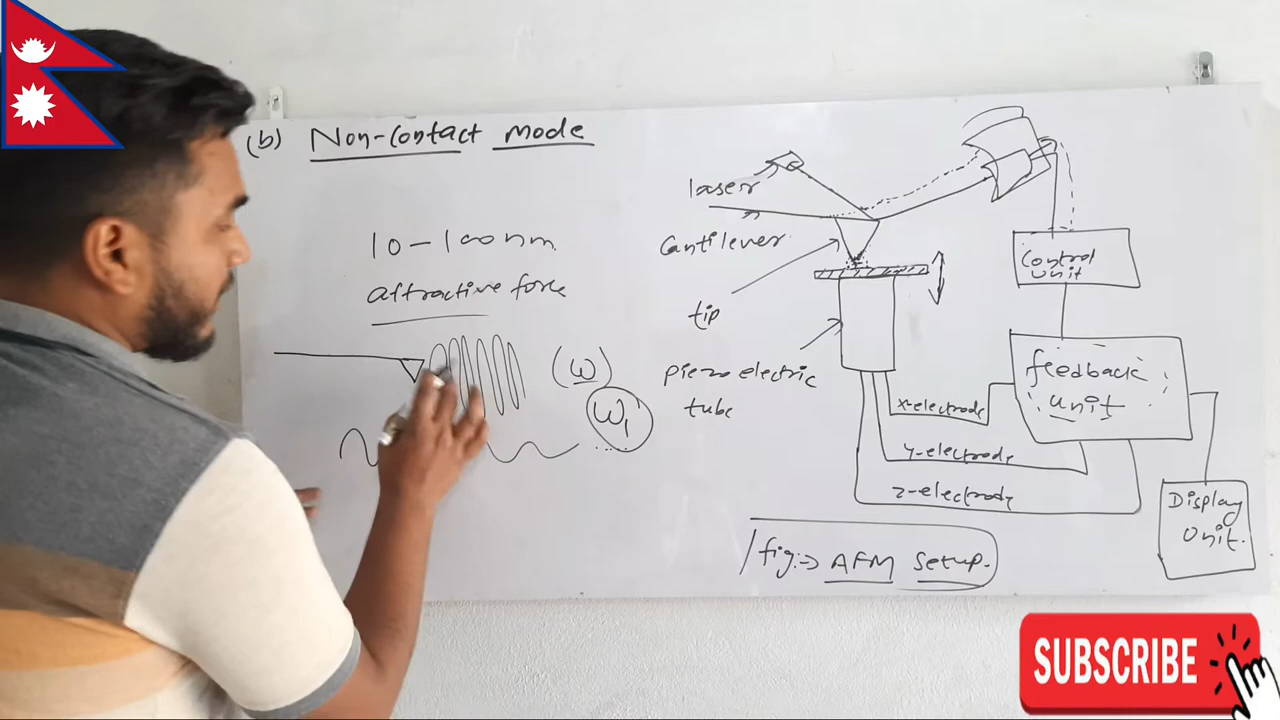 (b) Non-contact mode
10-100nm.
attractive force
(ω)
ω₁
laser
Cantilever.
tip
piezo electric
tube
Control
unit
feedback
unit
x-electrode
y-electrode
z-electrode
Display
Unit.
fig:-> AFM Setup.
SUBSCRIBE